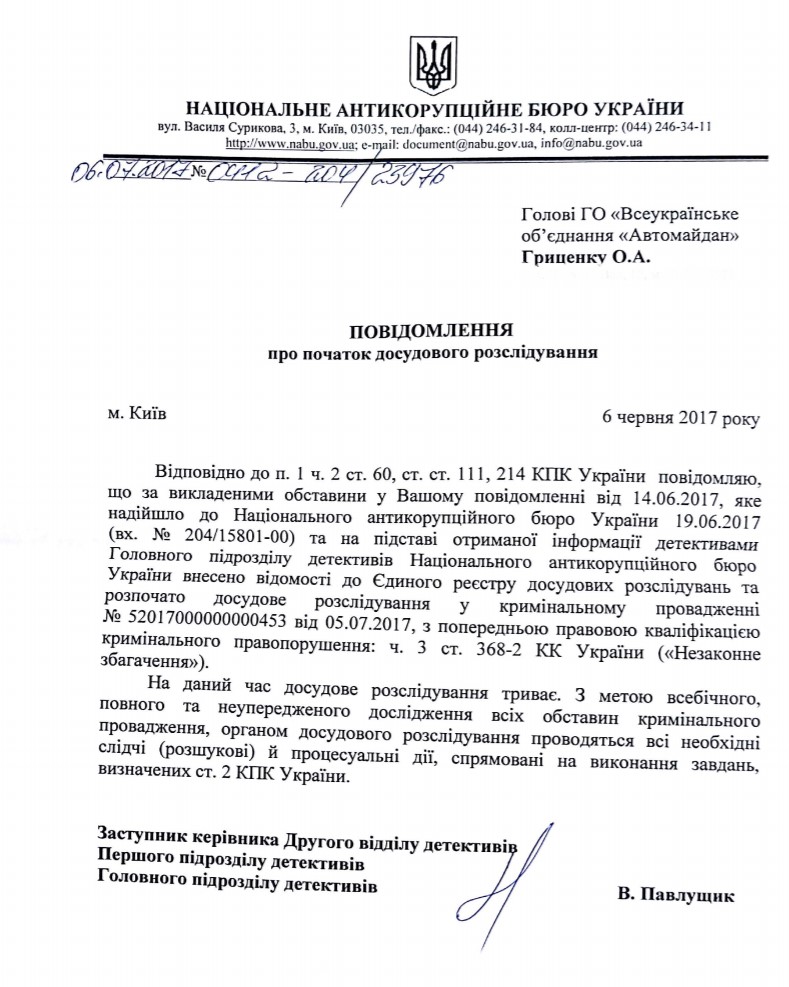 НАЦІОНАЛЬНЕ АНТИКОРУПЦІЙНЕ БЮРО УКРАЇНИ
вул. Василя Сурикова, 3, м. Київ, 03035, тел./факс.: (044) 246-31-84, колл-центр: (044) 246-34-11
http://www.nabu.gov.ua; e-mail: document@nabu.gov.ua, info@nabu.gov.ua
06.07.2017 № /23976
Голові ГО «Всеукраїнське
об’єднання «Автомайдан»
Гриценку О.А.
ПОВІДОМЛЕННЯ
про початок досудового розслідування
м. Київ
6 червня 2017 року
Відповідно до п. 1 ч. 2 ст. 60, ст. ст. 111, 214 КПК України повідомляю,
що за викладеними обставини у Вашому повідомленні від 14.06.2017, яке
надійшло до Національного антикорупційного бюро України 19.06.2017
(вх. № 204/15801-00) та на підставі отриманої інформації детективами
Головного підрозділу детективів Національного антикорупційного бюро
України внесено відомості до Єдиного реєстру досудових розслідувань та
розпочато досудове розслідування у кримінальному провадженні
№ 52017000000000453 від 05.07.2017, з попередньою правовою кваліфікацією
кримінального правопорушення: ч. 3 ст. 368-2 КК України («Незаконне
збагачення»).
На даний час досудове розслідування триває. З метою всебічного,
повного та неупередженого дослідження всіх обставин кримінального
провадження, органом досудового розслідування проводяться всі необхідні
слідчі (розшукові) й процесуальні дії, спрямовані на виконання завдань,
визначених ст. 2 КПК України.
Заступник керівника Другого відділу детективів
Першого підрозділу детективів
Головного підрозділу детективів
В. Павлущик